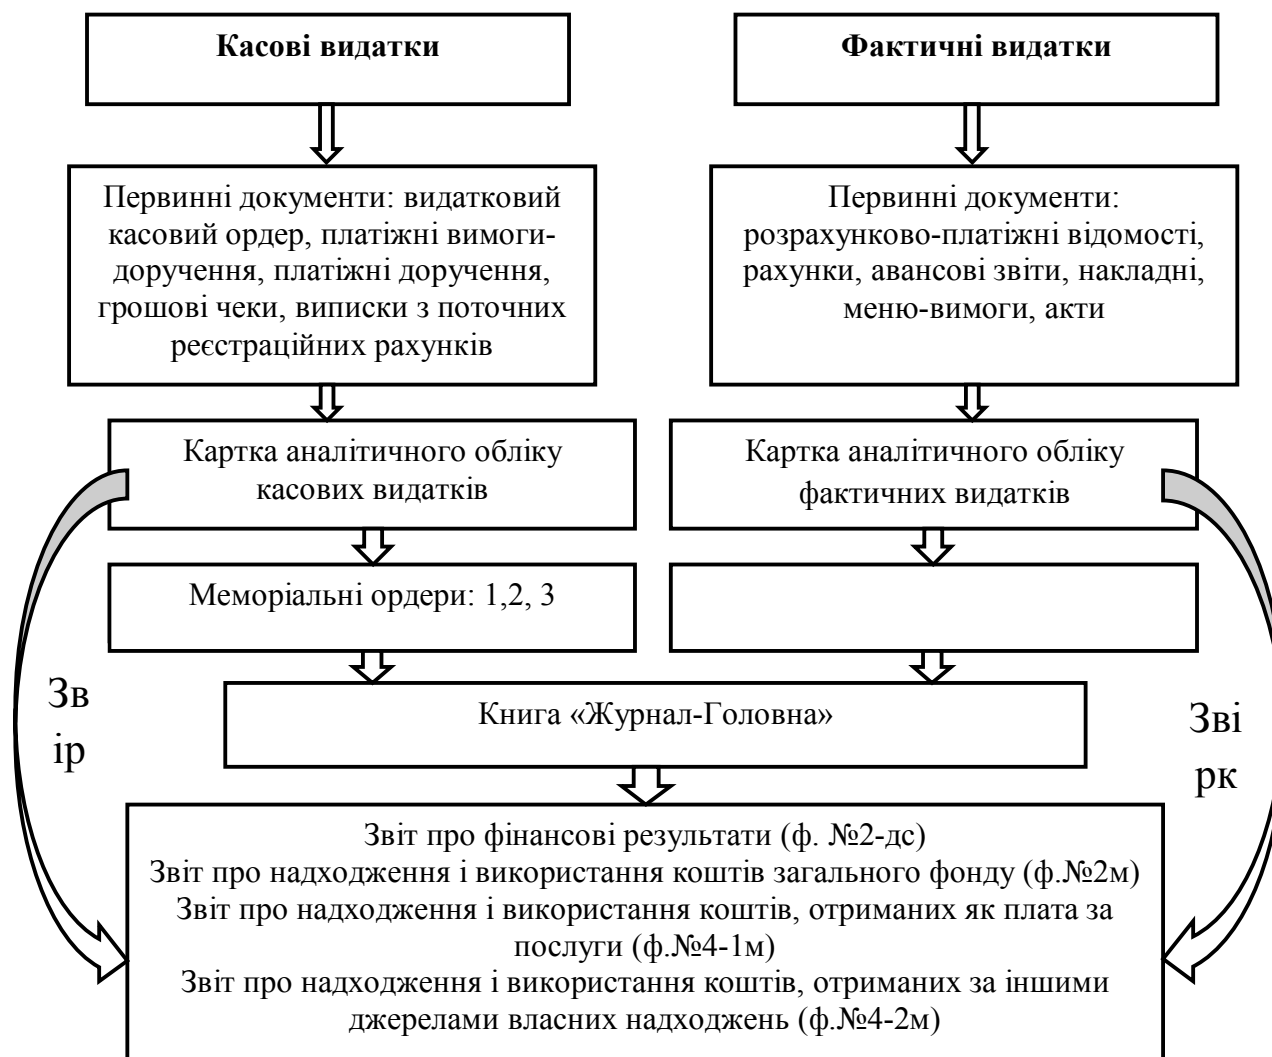 Касові видатки
Фактичні видатки
Первинні документи: видатковий
касовий ордер, платіжні вимоги-
доручення, платіжні доручення,
грошові чеки, виписки з поточних
реєстраційних рахунків
Первинні документи:
розрахунково-платіжні відомості,
рахунки, авансові звіти, накладні,
меню-вимоги, акти
Картка аналітичного обліку
касових видатків
Картка аналітичного обліку
фактичних видатків
Меморіальні ордери: 1,2, 3
Зв
ір
Книга «Журнал-Головна»
Зві
рк
Звіт про фінансові результати (ф. №2-дс)
Звіт про надходження і використання коштів загального фонду (ф.№2м)
Звіт про надходження і використання коштів, отриманих як плата за
послуги (ф.№4-1м)
Звіт про надходження і використання коштів, отриманих за іншими
джерелами власних надходжень (ф.№4-2м)